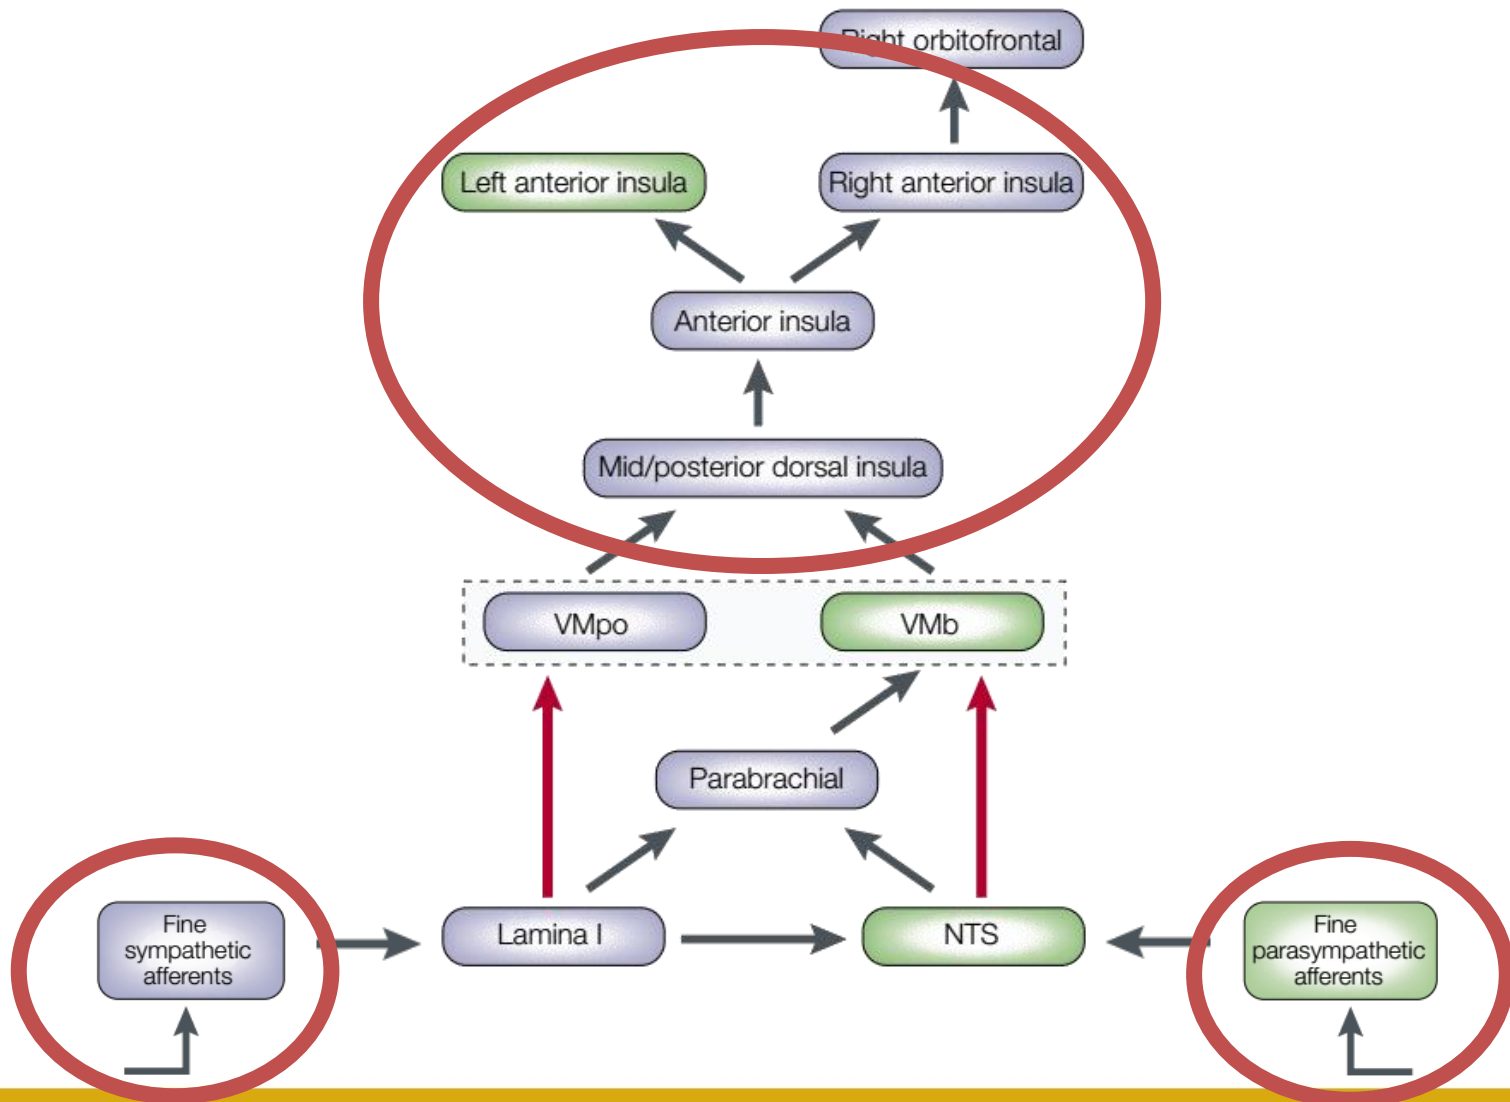 Right orbitofrontal
Left anterior insula
Right anterior insula
Anterior insula
Mid/posterior dorsal insula
VMpo
VMb
Parabrachial
Fine
sympathetic
afferents
Lamina I
NTS
Fine
parasympathetic
afferents